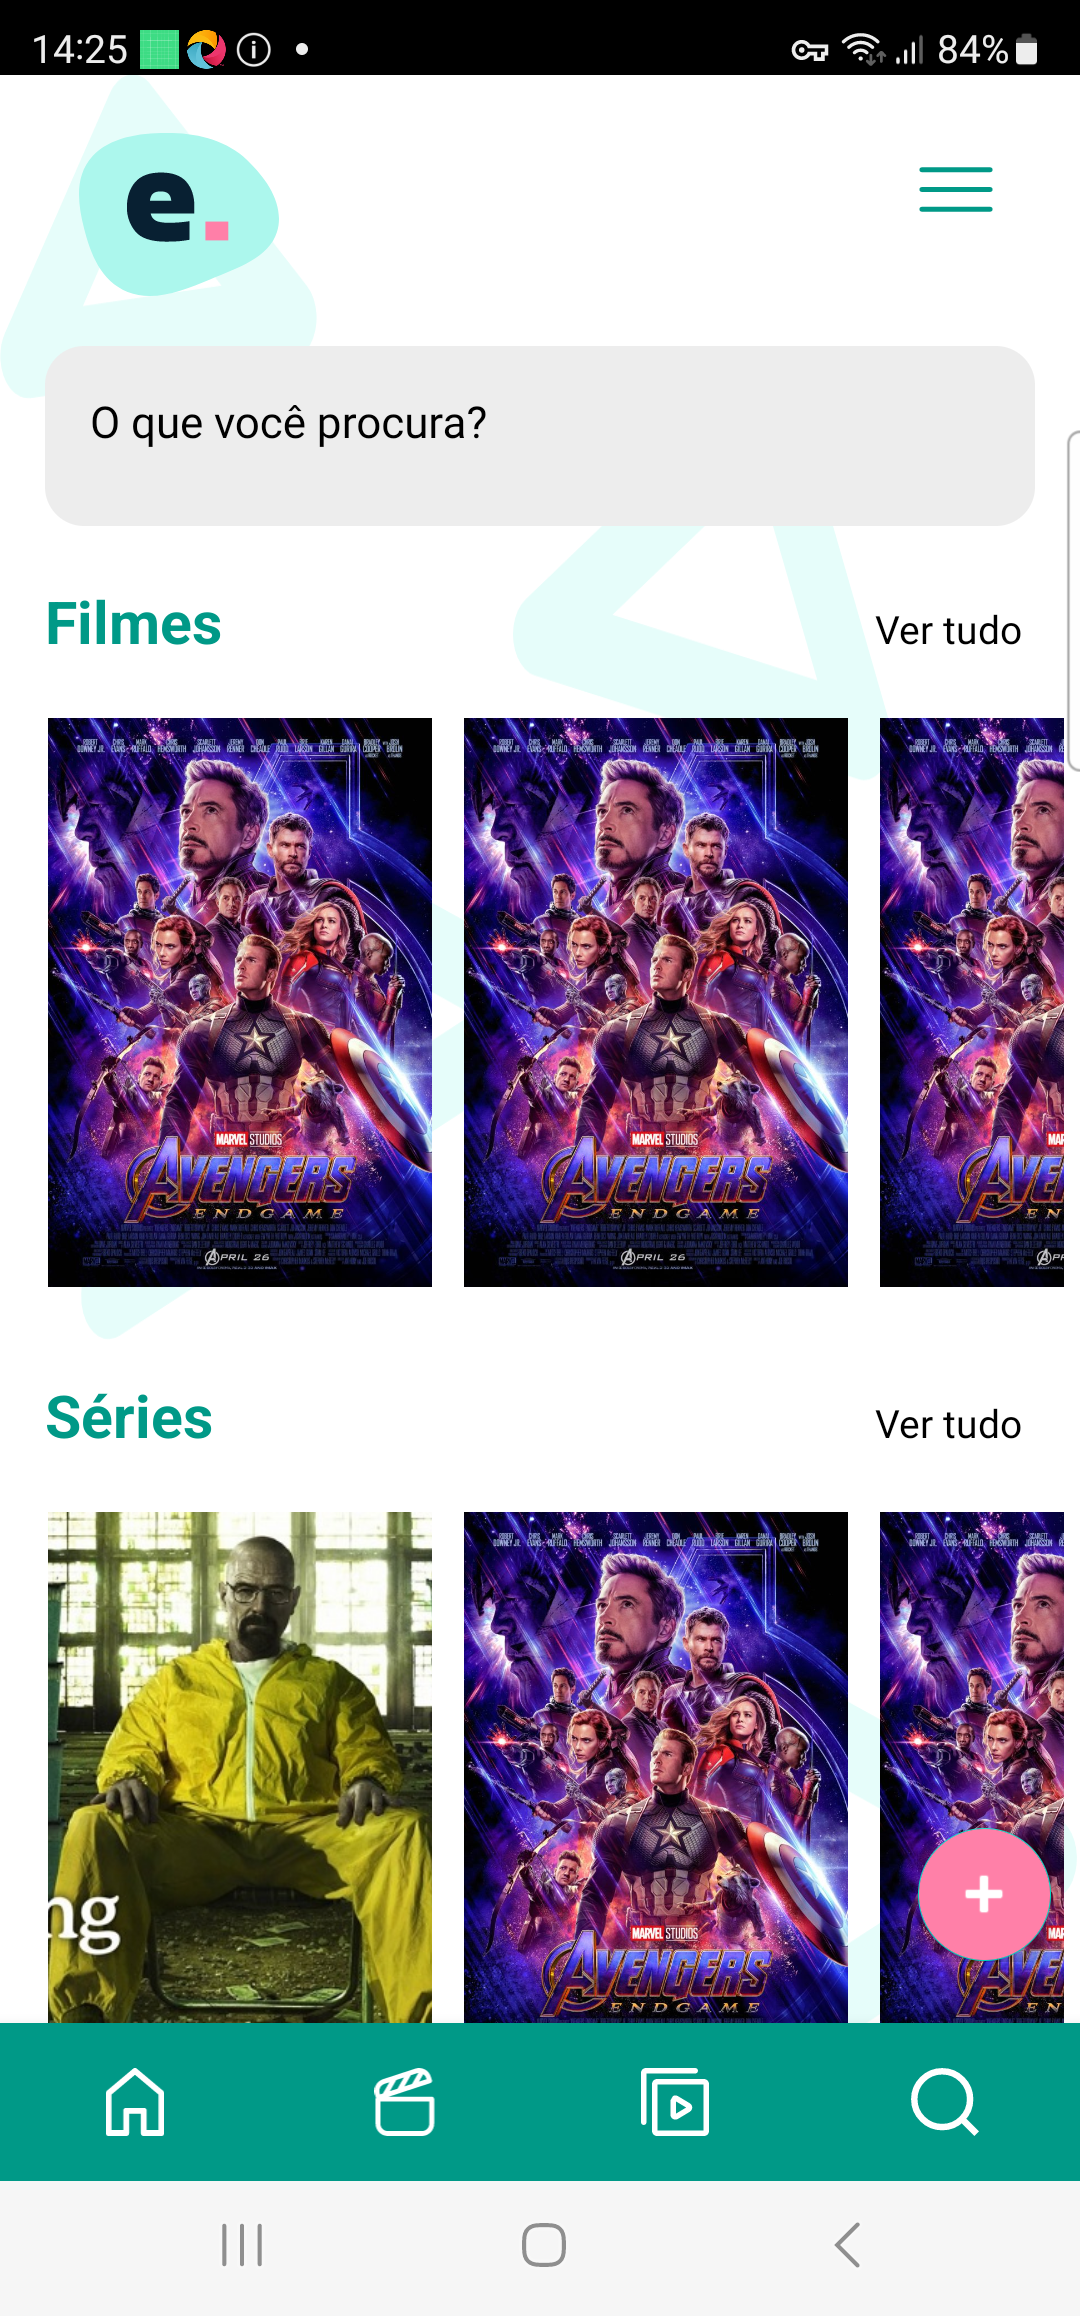 14:25
84%
e.
O que você procura?
Filmes
Ver tudo
MARVEL STUDIOS
AVENGERS
ENDGAME
APRIL 26
MARVEL STUDIOS
AVENGERS
ENDGAME
APRIL 26
Séries
Ver tudo
ng
MARVEL STUDIOS
AVENGERS
ENDGAME